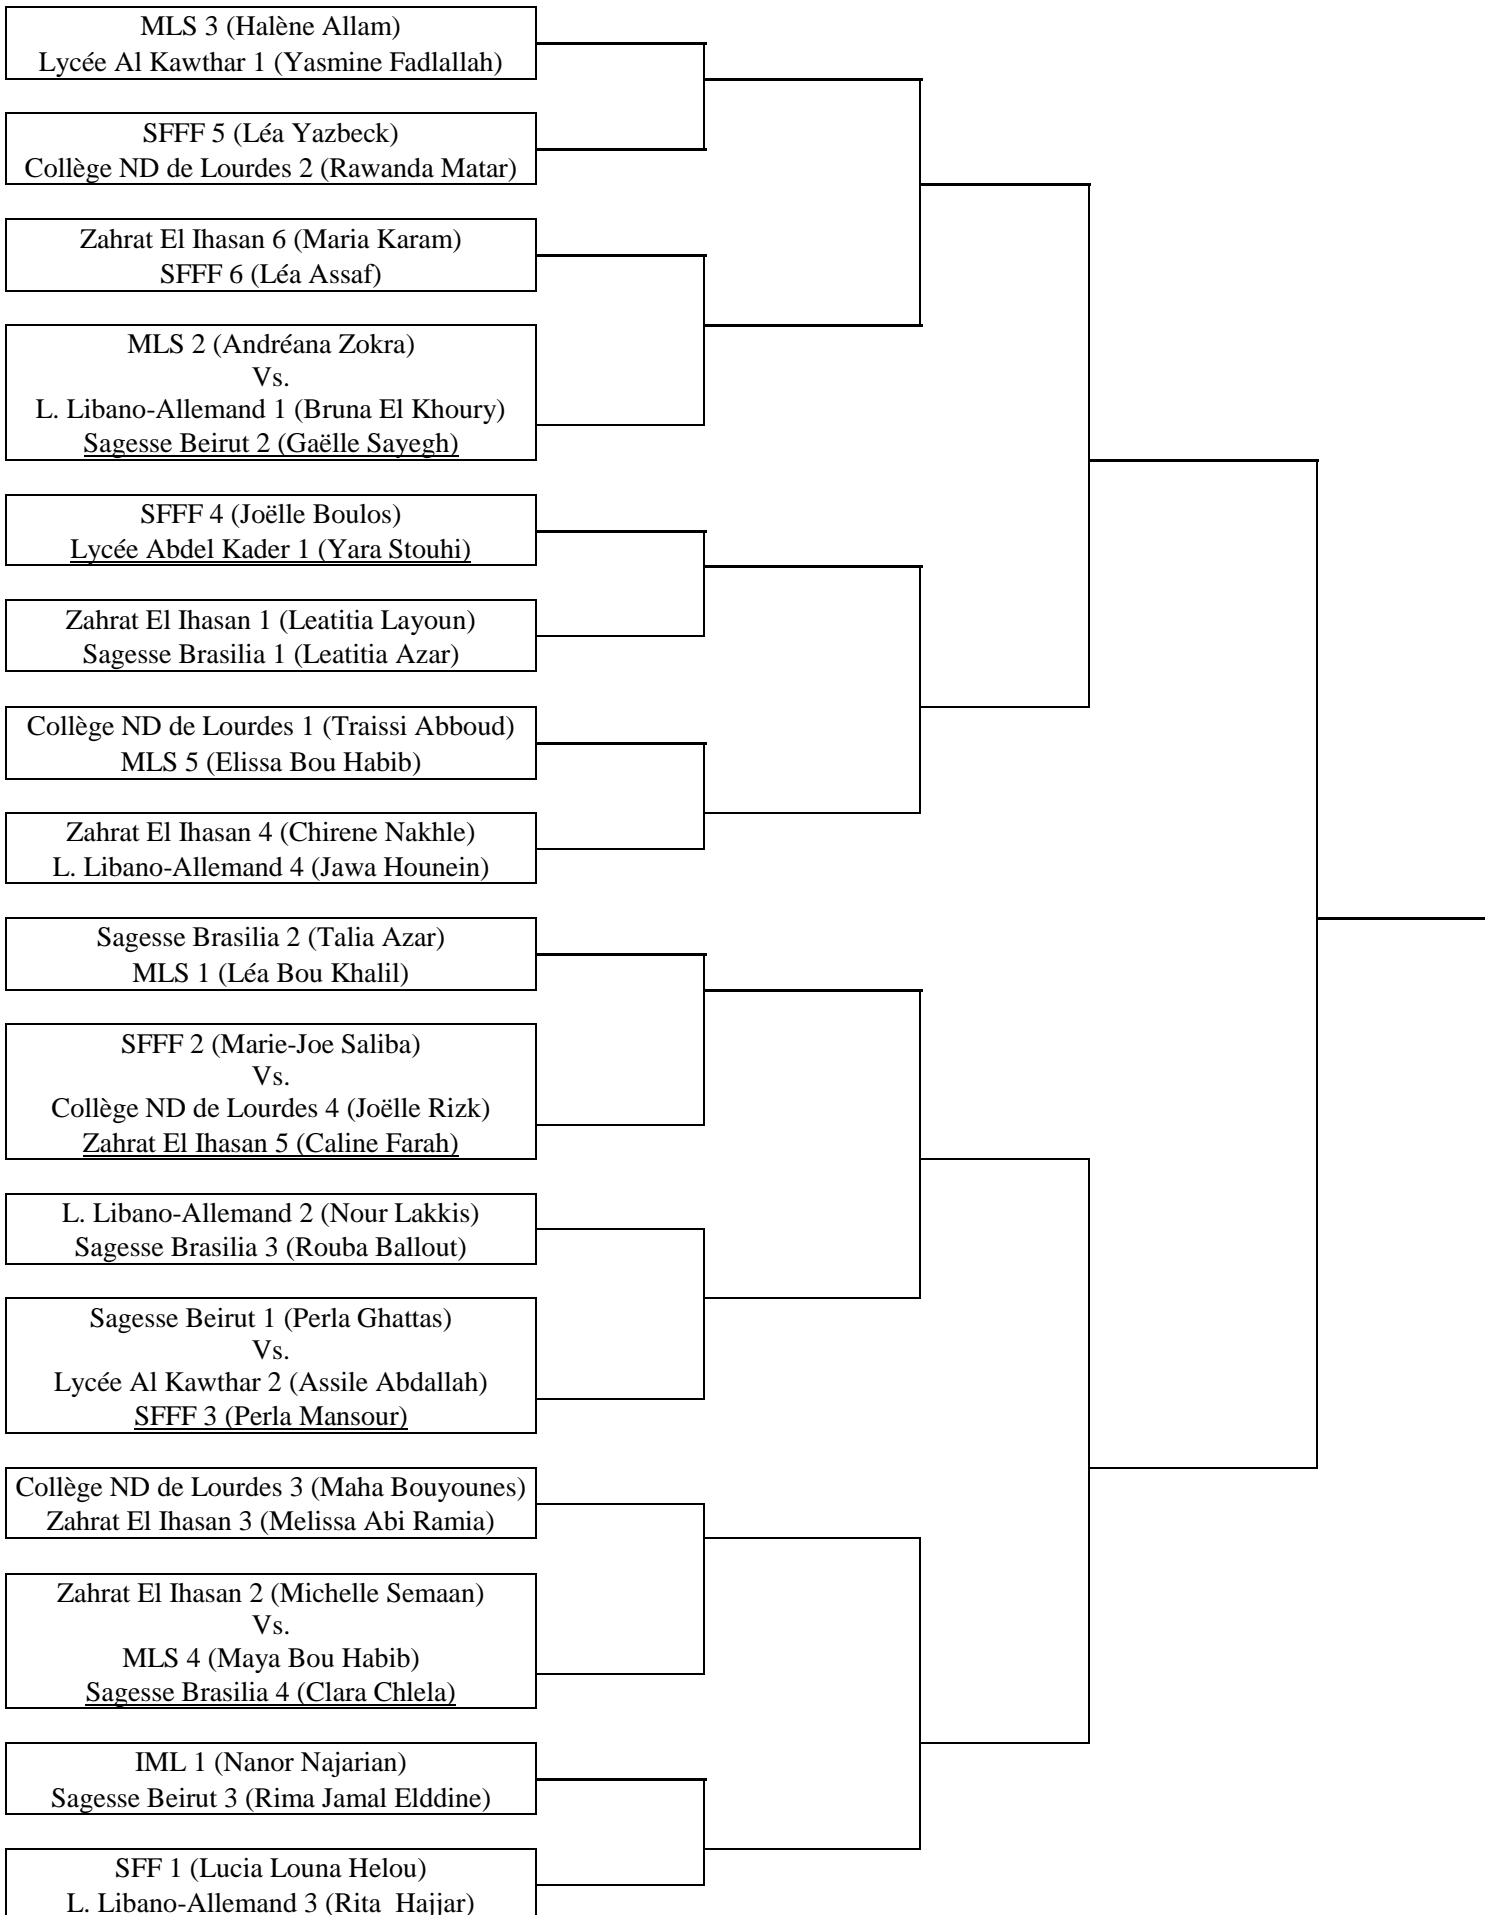 MLS 3 (Halène Allam)
Lycée Al Kawthar 1 (Yasmine Fadlallah)
SFFF 5 (Léa Yazbeck)
Collège ND de Lourdes 2 (Rawanda Matar)
Zahrat El Ihasan 6 (Maria Karam)
SFFF 6 (Léa Assaf)
MLS 2 (Andréana Zokra)
Vs.
L. Libano-Allemand 1 (Bruna El Khoury)
Sagesse Beirut 2 (Gaëlle Sayegh)
SFFF 4 (Joëlle Boulos)
Lycée Abdel Kader 1 (Yara Stouhi)
Zahrat El Ihasan 1 (Leatitia Layoun)
Sagesse Brasilia 1 (Leatitia Azar)
Collège ND de Lourdes 1 (Traissi Abboud)
MLS 5 (Elissa Bou Habib)
Zahrat El Ihasan 4 (Chirene Nakhle)
L. Libano-Allemand 4 (Jawa Hounein)
Sagesse Brasilia 2 (Talia Azar)
MLS 1 (Léa Bou Khalil)
SFFF 2 (Marie-Joe Saliba)
Vs.
Collège ND de Lourdes 4 (Joëlle Rizk)
Zahrat El Ihasan 5 (Caline Farah)
L. Libano-Allemand 2 (Nour Lakkis)
Sagesse Brasilia 3 (Rouba Ballout)
Sagesse Beirut 1 (Perla Ghattas)
Vs.
Lycée Al Kawthar 2 (Assile Abdallah)
SFFF 3 (Perla Mansour)
Collège ND de Lourdes 3 (Maha Bouyounes)
Zahrat El Ihasan 3 (Melissa Abi Ramia)
Zahrat El Ihasan 2 (Michelle Semaan)
Vs.
MLS 4 (Maya Bou Habib)
Sagesse Brasilia 4 (Clara Chlela)
IML 1 (Nanor Najarian)
Sagesse Beirut 3 (Rima Jamal Elddine)
SFF 1 (Lucia Louna Helou)
L. Libano-Allemand 3 (Rita Hajjar)